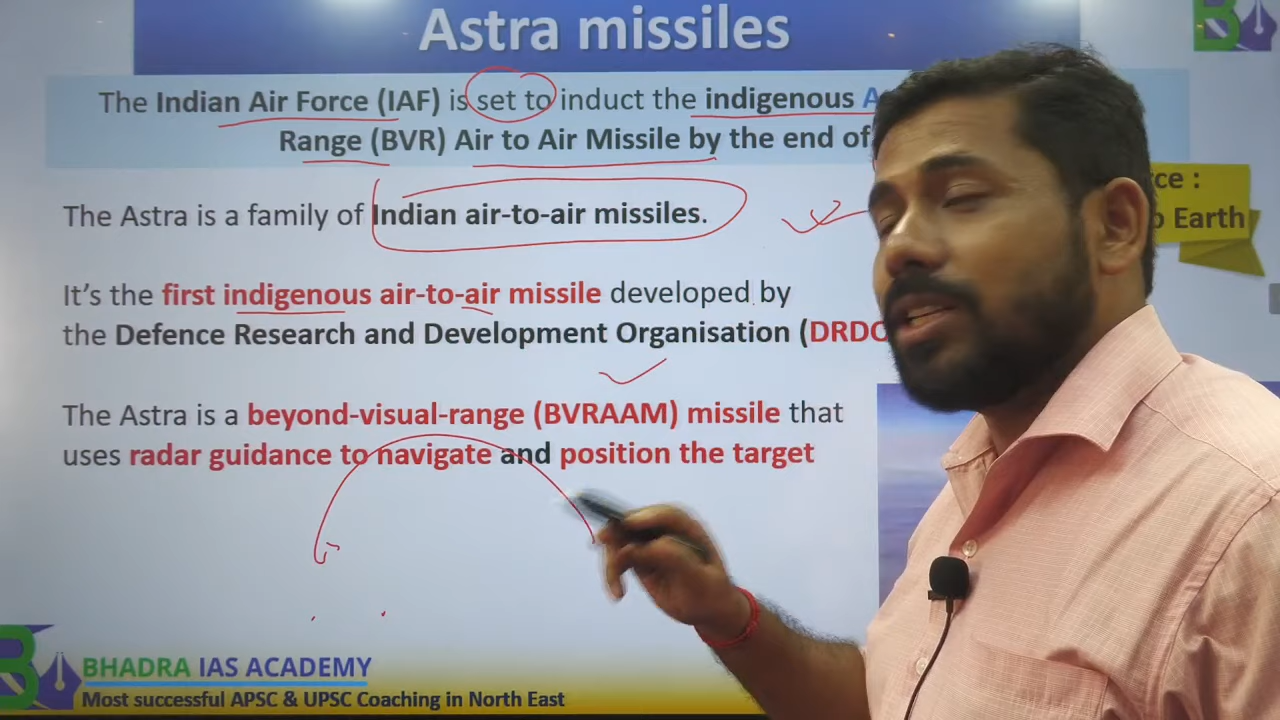 Astra missiles
The Indian Air Force (IAF) is set to induct the indigenous A
Range (BVR) Air to Air Missile by the end of
rce :
The Astra is a family of Indian air-to-air missiles.
o Earth
It's the first indigenous air-to-air missile developed by
the Defence Research and Development Organisation (DRDO
The Astra is a beyond-visual-range (BVRAAM) missile that
uses radar guidance to navigate and position the target
BHADRA IAS ACADEMY
Most successful APSC & UPSC Coaching in North East